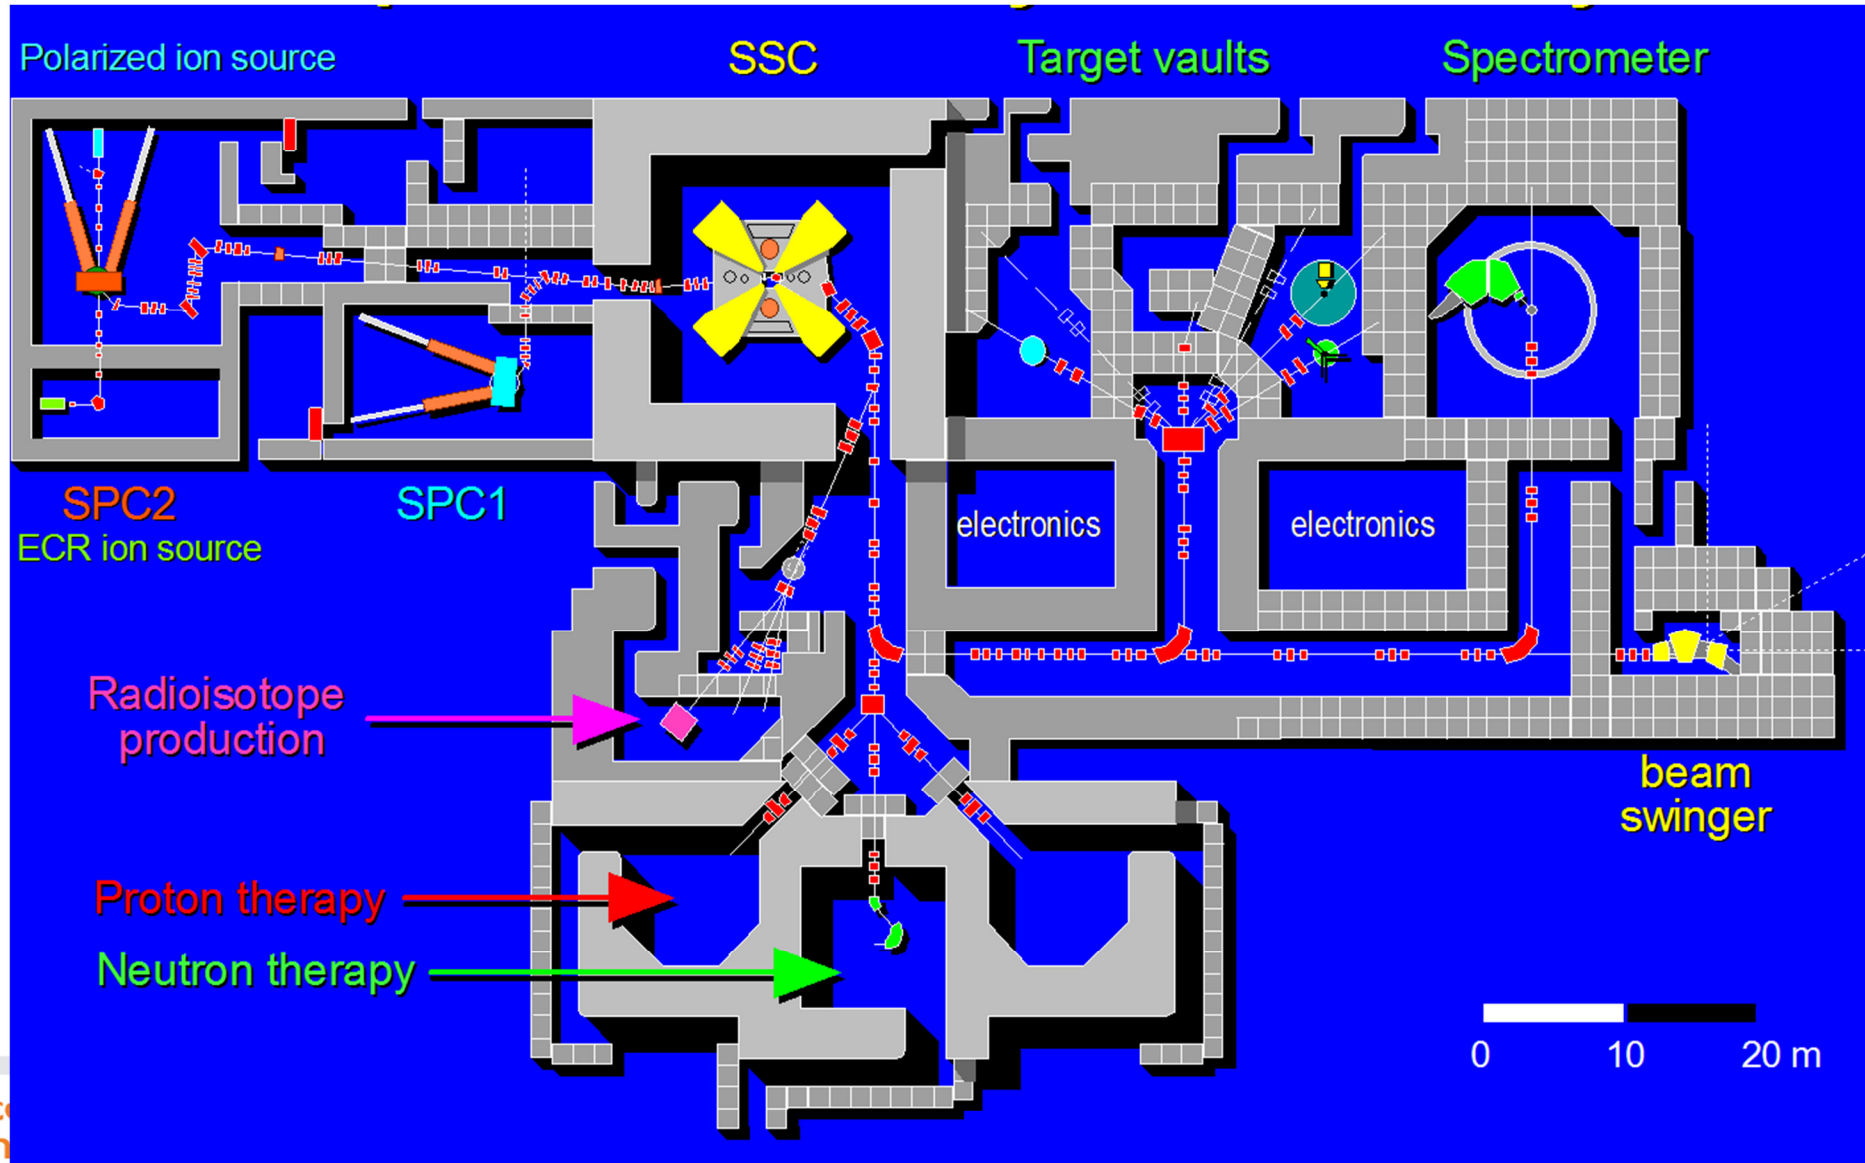 Polarized ion source
SSC
Target vaults
Spectrometer
SPC2
ECR ion source
SPC1
electronics
electronics
Radioisotope
production
beam
swinger
Proton therapy
Neutron therapy
0 10 20 m